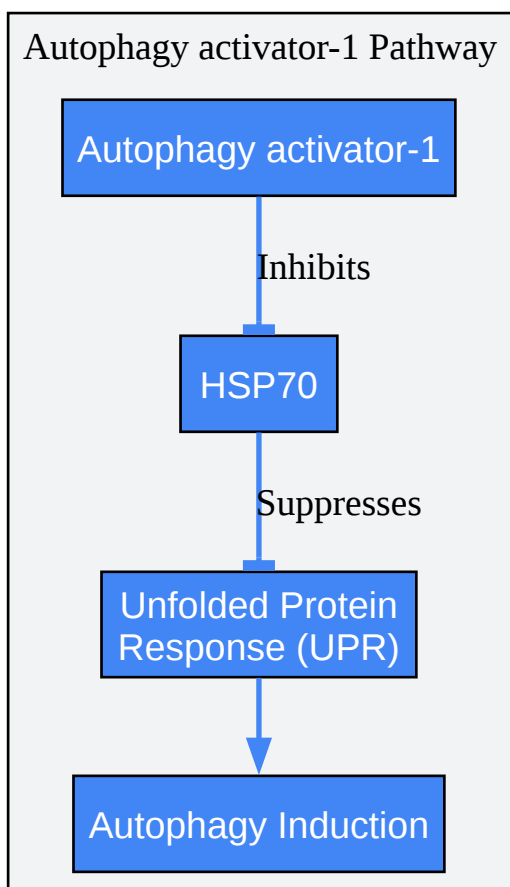 Autophagy activator-1 Pathway
Autophagy activator-1
Inhibits
HSP70
Suppresses
Unfolded Protein
Response (UPR)
Autophagy Induction